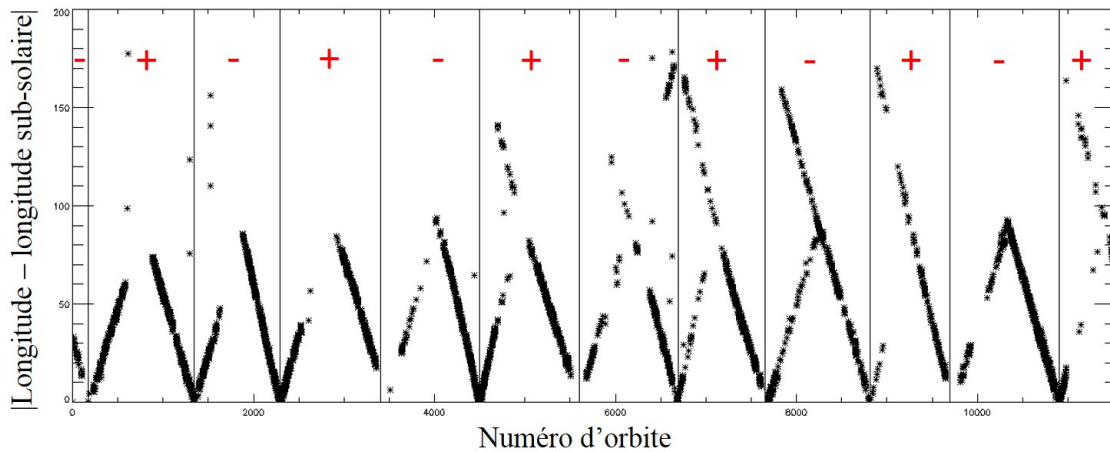 |Longitude – longitude sub-solaire|
200
150
100
50
0
- + - + - + - + - + - +
0 2000 4000 6000 8000 10000
Numéro d'orbite